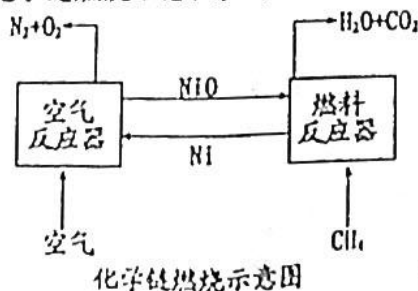 N₂+O₂
H₂O+CO₂
空气
反应器
NiO
Ni
燃料
反应器
空气
CH₄
化学链燃烧示意图